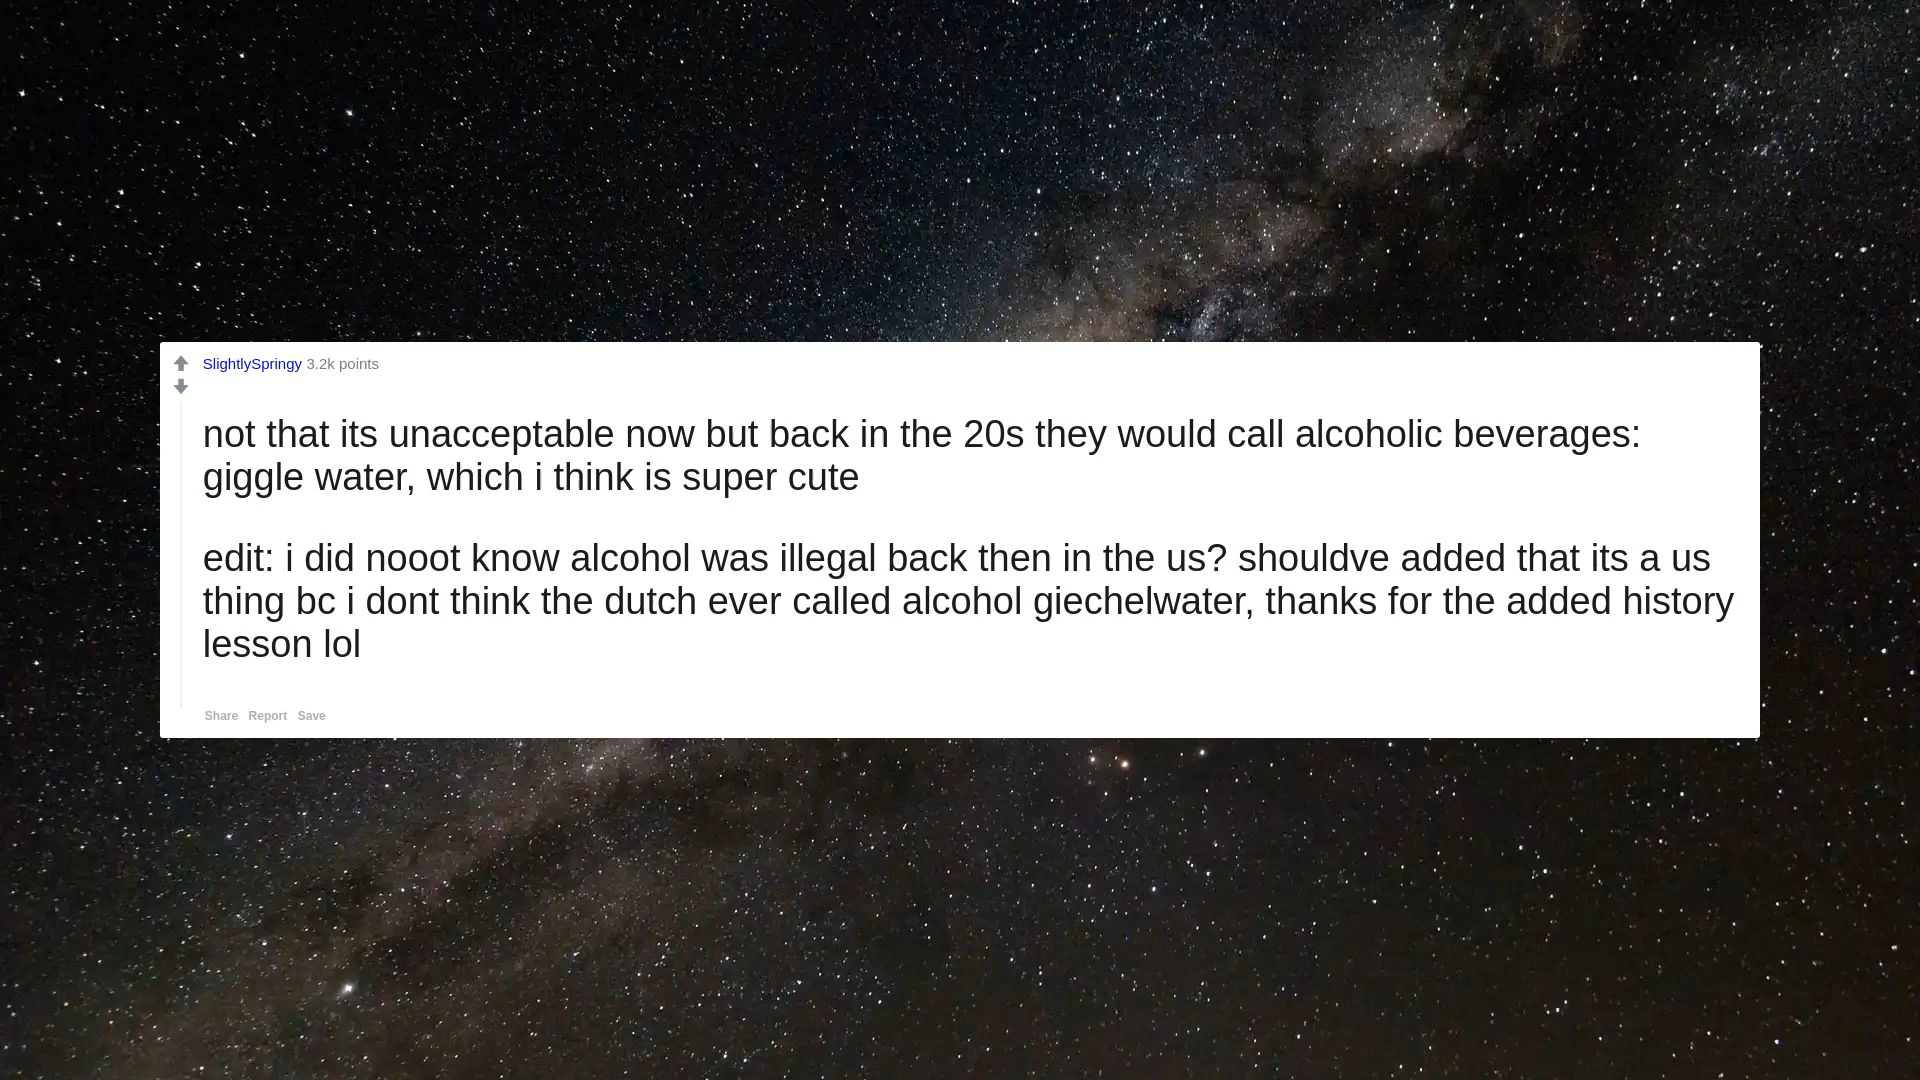 SlightlySpringy 3.2k points
not that its unacceptable now but back in the 20s they would call alcoholic beverages:
giggle water, which i think is super cute
edit: i did nooot know alcohol was illegal back then in the us? shouldve added that its a us
thing bc i dont think the dutch ever called alcohol giechelwater, thanks for the added history
lesson lol
Share Report Save